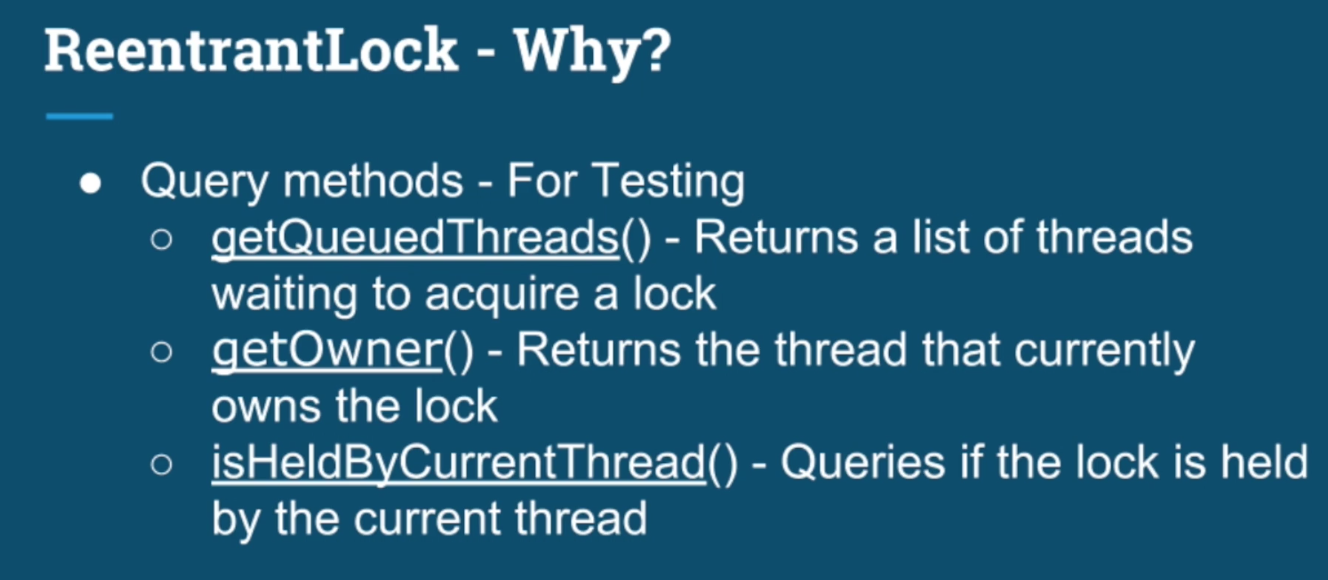 ReentrantLock - Why?
● Query methods - For Testing
○ getQueuedThreads() - Returns a list of threads
waiting to acquire a lock
○ getOwner() - Returns the thread that currently
owns the lock
○ isHeldByCurrentThread() - Queries if the lock is held
by the current thread